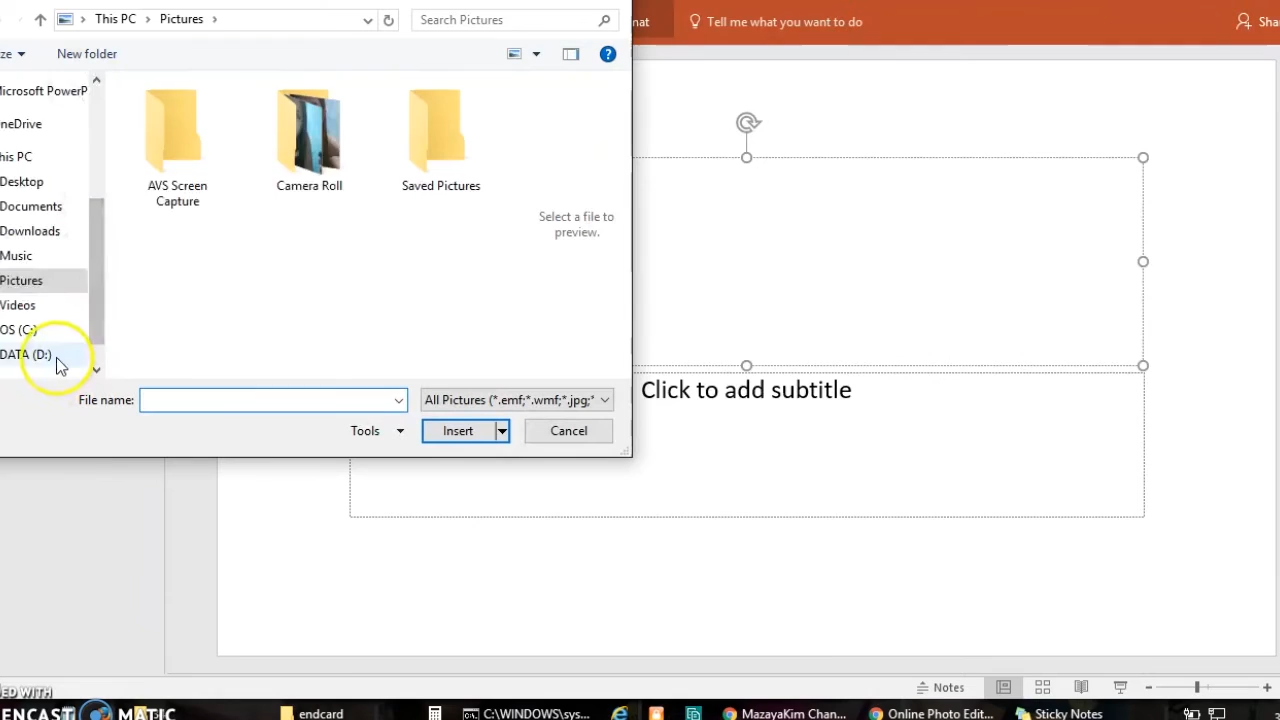 This PC > Pictures >
Search Pictures
nat
Tell me what you want to do
Sha
ze
New folder
Microsoft PowerP
neDrive
his PC
Desktop
Documents
Downloads
Music
Pictures
Videos
OS (C:)
DATA (D:)
AVS Screen
Capture
Camera Roll
Saved Pictures
Select a file to
preview.
File name:
All Pictures (*.emf;*.wmf;*.jpg;*
Tools
Insert
Cancel
Click to add subtitle
Notes
ED WITH
ENCAST MATIC
endcard
C:\WINDOWS\sys...
MazayaKim Chan...
Online Photo Edit...
Sticky Notes